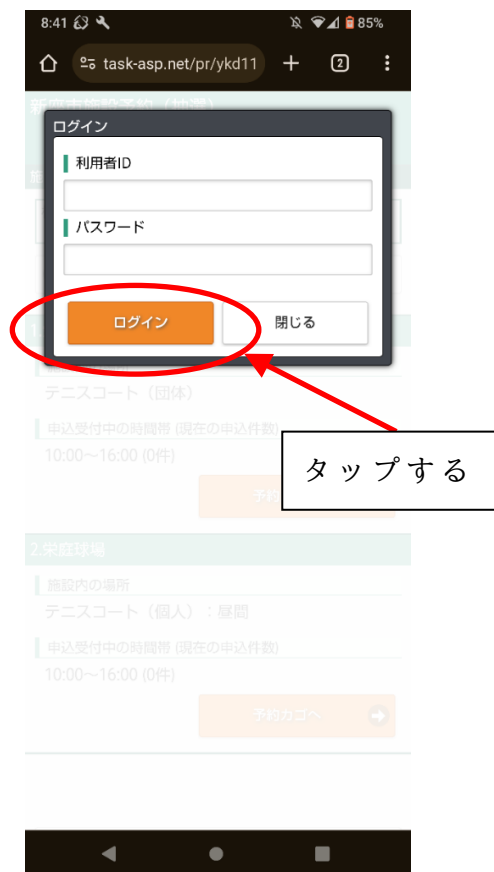 8:41 85%
task-asp.net/pr/ykd11 2
ログイン
利用者ID
パスワード
ログイン 閉じる
テニスコート（団体）
申込受付中の時間帯 (現在の申込件数)
10:00〜16:00 (0件)
タップする
2.栄庭球場
施設内の場所
テニスコート（個人）：昼間
申込受付中の時間帯 (現在の申込件数)
10:00〜16:00 (0件)
予約カゴへ